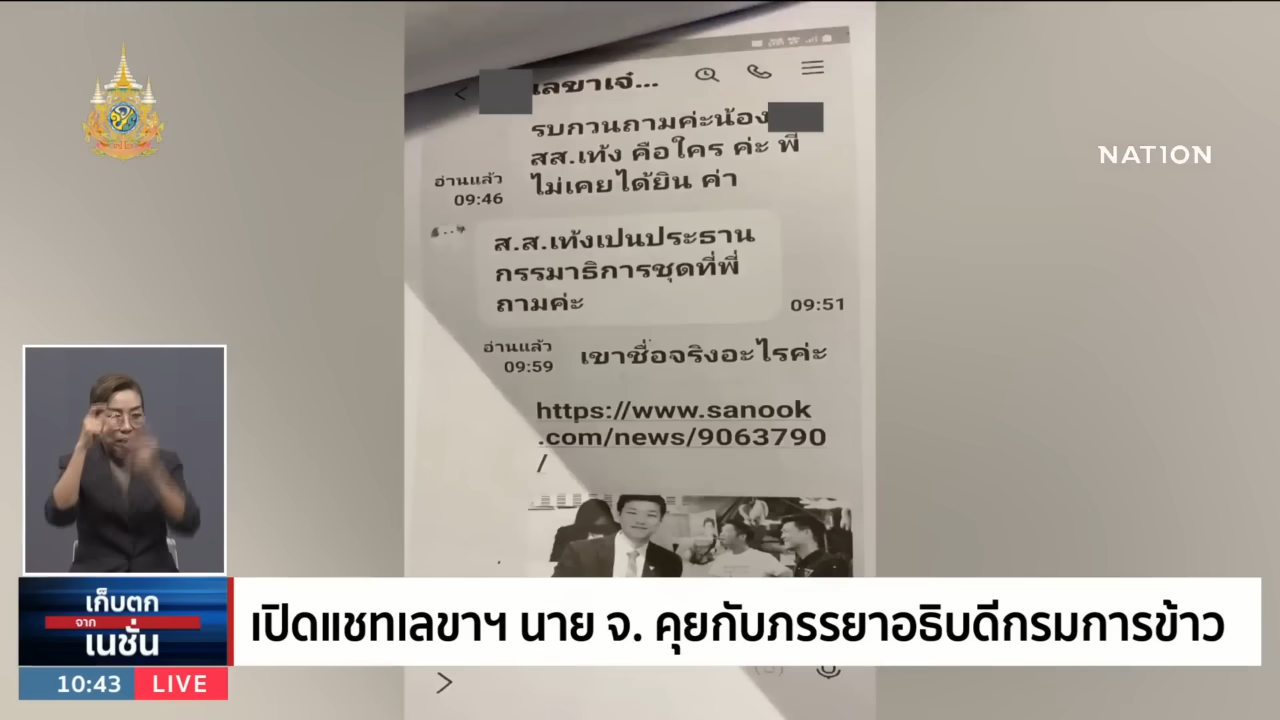 เลขาเจ๋...
NATION
รบกวนถามค่ะน้อง
สส.เท้ง คือใคร ค่ะ พี่
ไม่เคยได้ยิน ค่า
อ่านแล้ว
09:46
ส.ส.เท้งเปนประธาน
กรรมาธิการชุดที่พี่
ถามค่ะ
09:51
อ่านแล้ว
09:59
เขาชื่อจริงอะไรค่ะ
https://www.sanook
.com/news/9063790
/
เก็บตก
จาก
เนชั่น
เปิดแชทเลขาฯ นาย จ. คุยกับภรรยาอธิบดีกรมการข้าว
10:43
LIVE